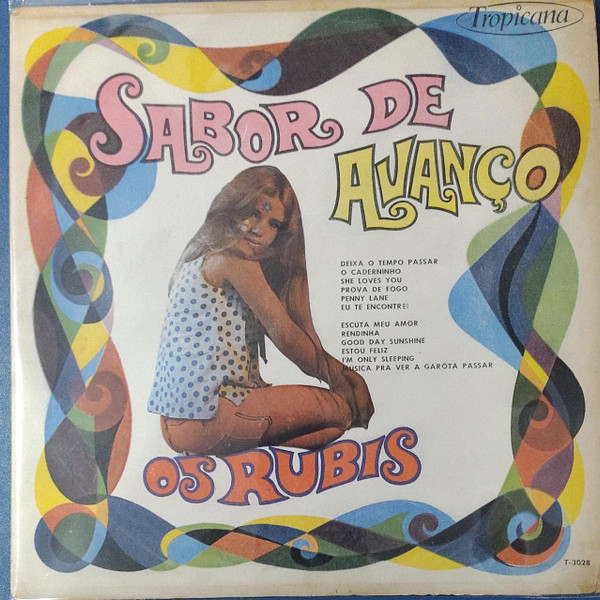 Tropicana
SABOR DE
AVANÇO
DEIXA O TEMPO PASSAR
O CADERNINHO
SHE LOVES YOU
PROVA DE FOGO
PENNY LANE
EU TE ENCONTREI
ESCUTA MEU AMOR
RENDINHA
GOOD DAY SUNSHINE
ESTOU FELIZ
I'M ONLY SLEEPING
MUSICA PRA VER A GAROTA PASSAR
OS RUBIS
T-3028